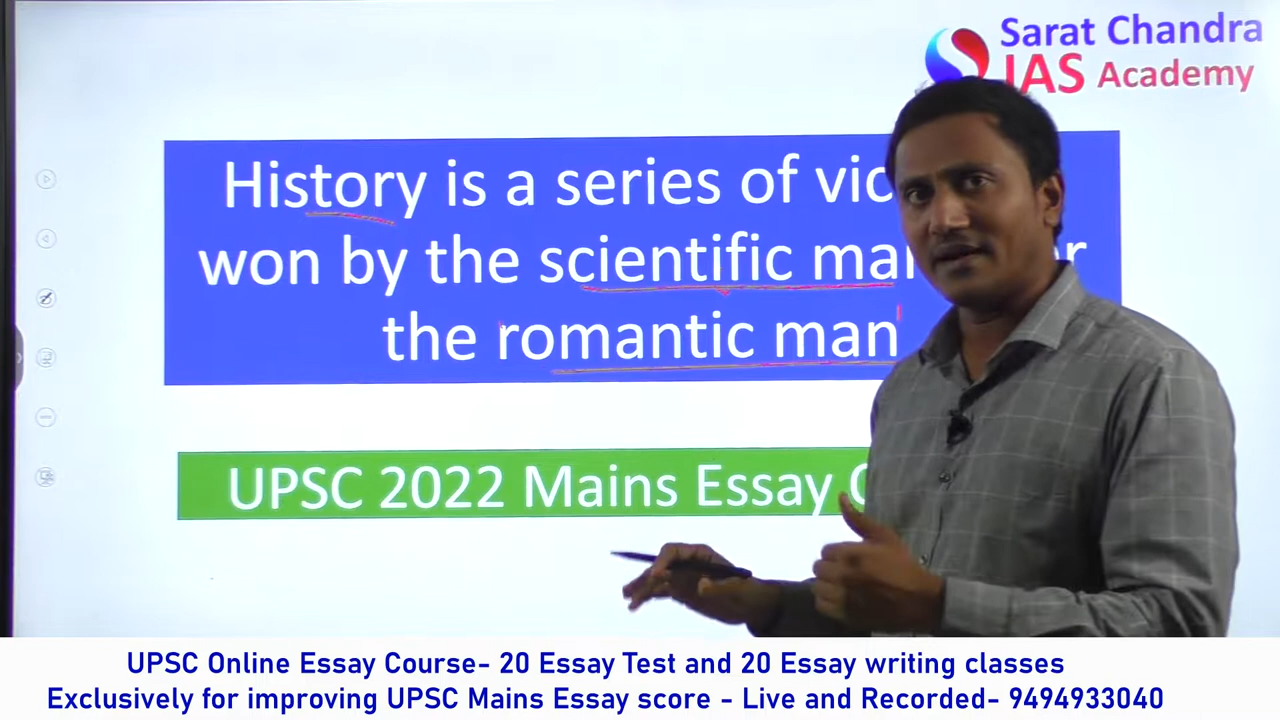 Sarat Chandra
IAS Academy
History is a series of
won by the scientific
the romantic man
UPSC 2022 Mains Essay
UPSC Online Essay Course- 20 Essay Test and 20 Essay writing classes
Exclusively for improving UPSC Mains Essay score - Live and Recorded- 9494933040